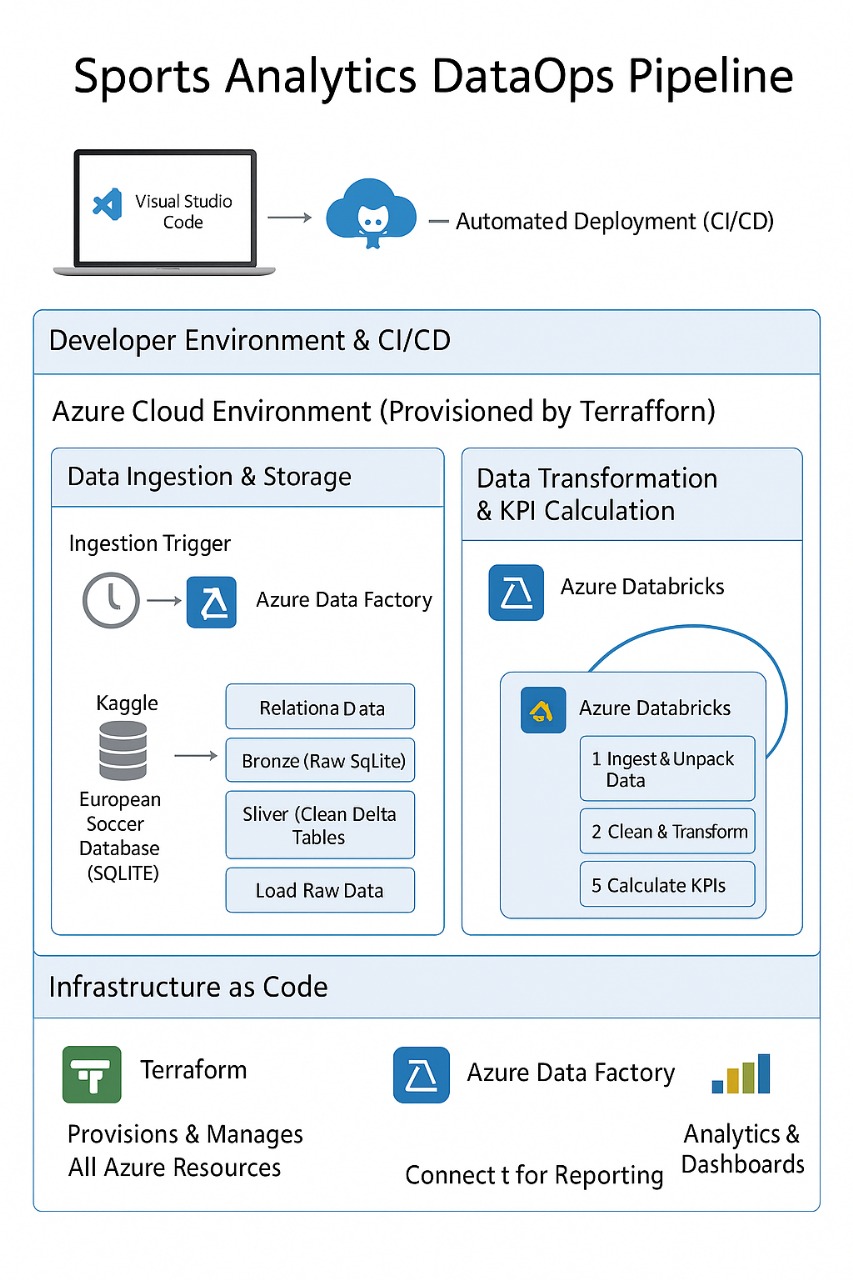 Sports Analytics DataOps Pipeline
Visual Studio
Code
Automated Deployment (CI/CD)
Developer Environment & CI/CD
Azure Cloud Environment (Provisioned by Terrafforn)
Data Ingestion & Storage
Ingestion Trigger
Azure Data Factory
Kaggle
European
Soccer
Database
(SQLITE)
Relationa Data
Bronze (Raw SqLite)
Sliver (Clean Delta
Tables
Load Raw Data
Data Transformation
& KPI Calculation
Azure Databricks
Azure Databricks
1 Ingest & Unpack
Data
2 Clean & Transform
5 Calculate KPIs
Infrastructure as Code
Terraform
Provisions & Manages
All Azure Resources
Azure Data Factory
Connect t for Reporting
Analytics &
Dashboards